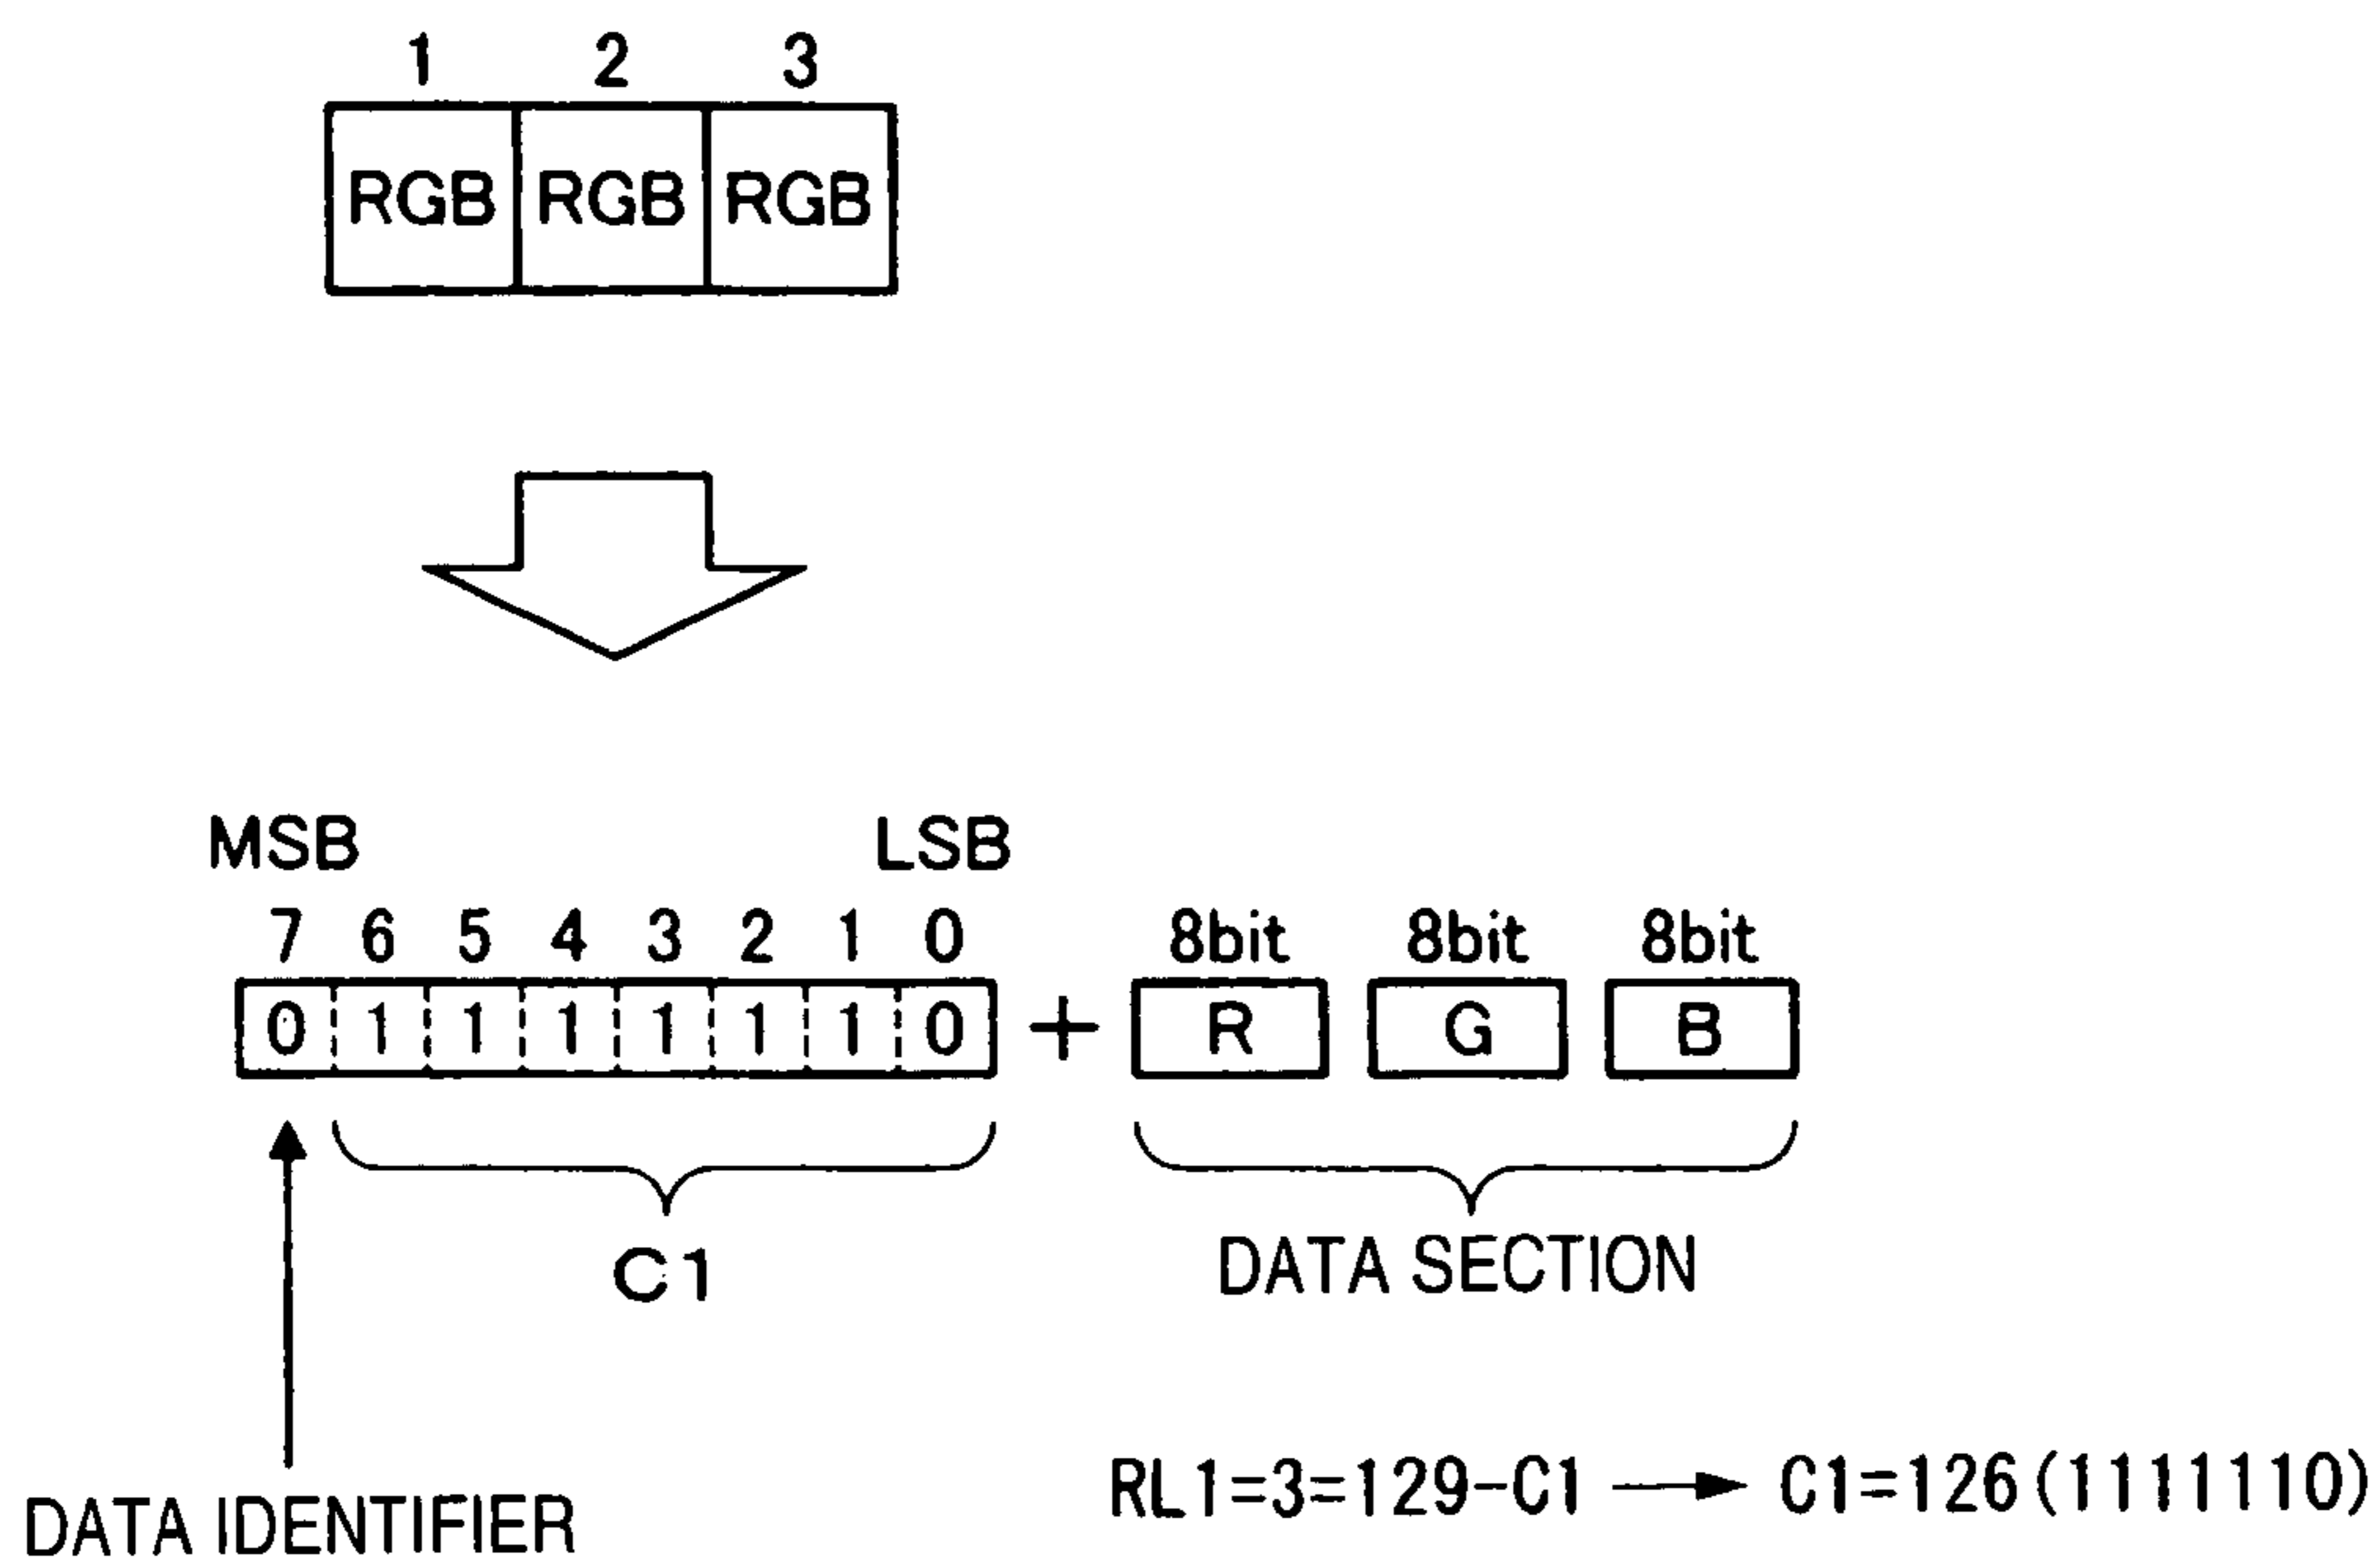 1 2 3
RGB RGB RGB
MSB LSB
7 6 5 4 3 2 1 0 8bit 8bit 8bit
0 1 1 1 1 1 1 0 + R G B
C1 DATA SECTION
RL1=3=129-C1 → C1=126(1111110)
DATA IDENTIFIER